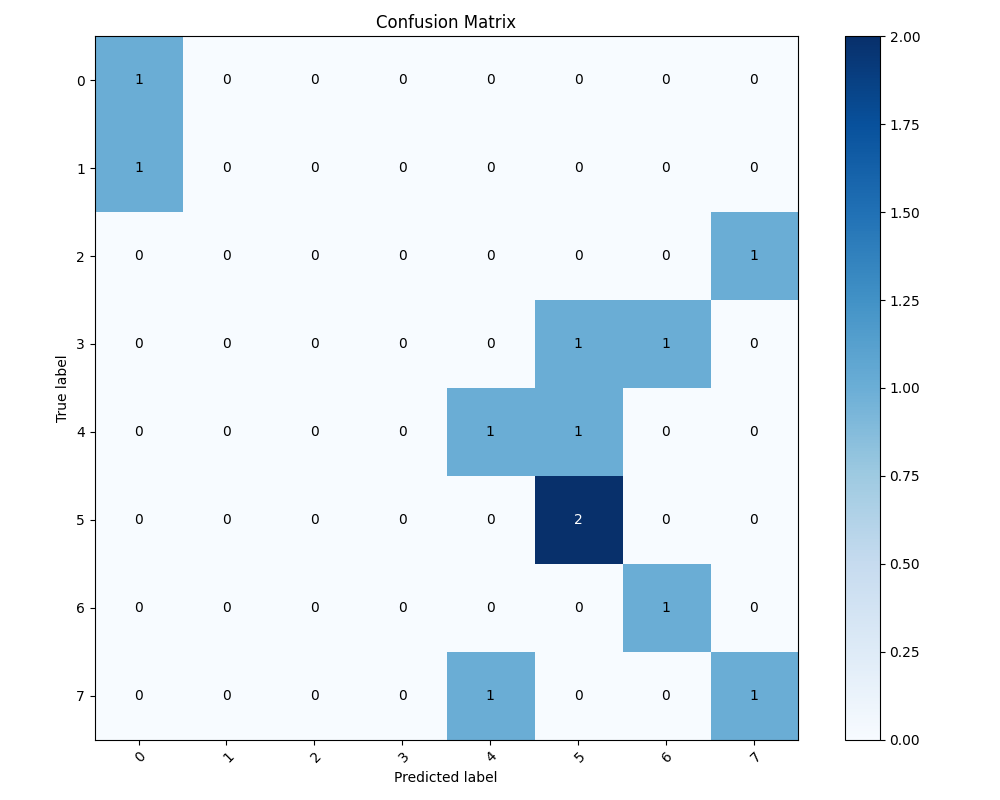 Confusion Matrix
True label
0 1 0 0 0 0 0 0 0
1 1 0 0 0 0 0 0 0
2 0 0 0 0 0 0 0 1
3 0 0 0 0 0 1 1 0
4 0 0 0 0 1 1 0 0
5 0 0 0 0 0 2 0 0
6 0 0 0 0 0 0 1 0
7 0 0 0 0 1 0 0 1
0 1 2 3 4 5 6 7
Predicted label
2.00
1.75
1.50
1.25
1.00
0.75
0.50
0.25
0.00